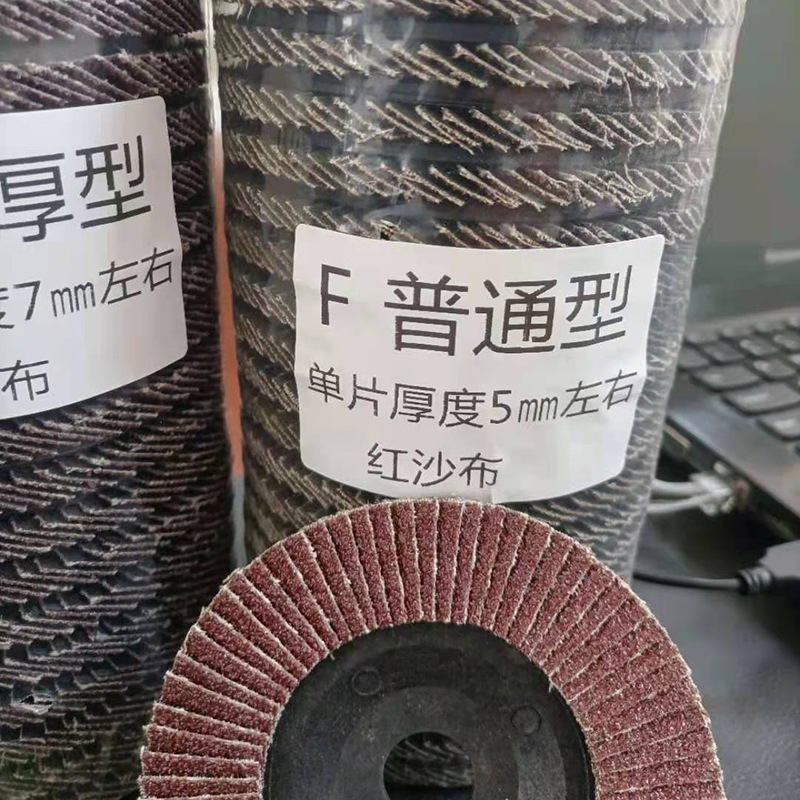 厚型
度7mm左右
布
F 普通型
单片厚度5mm左右
红沙布